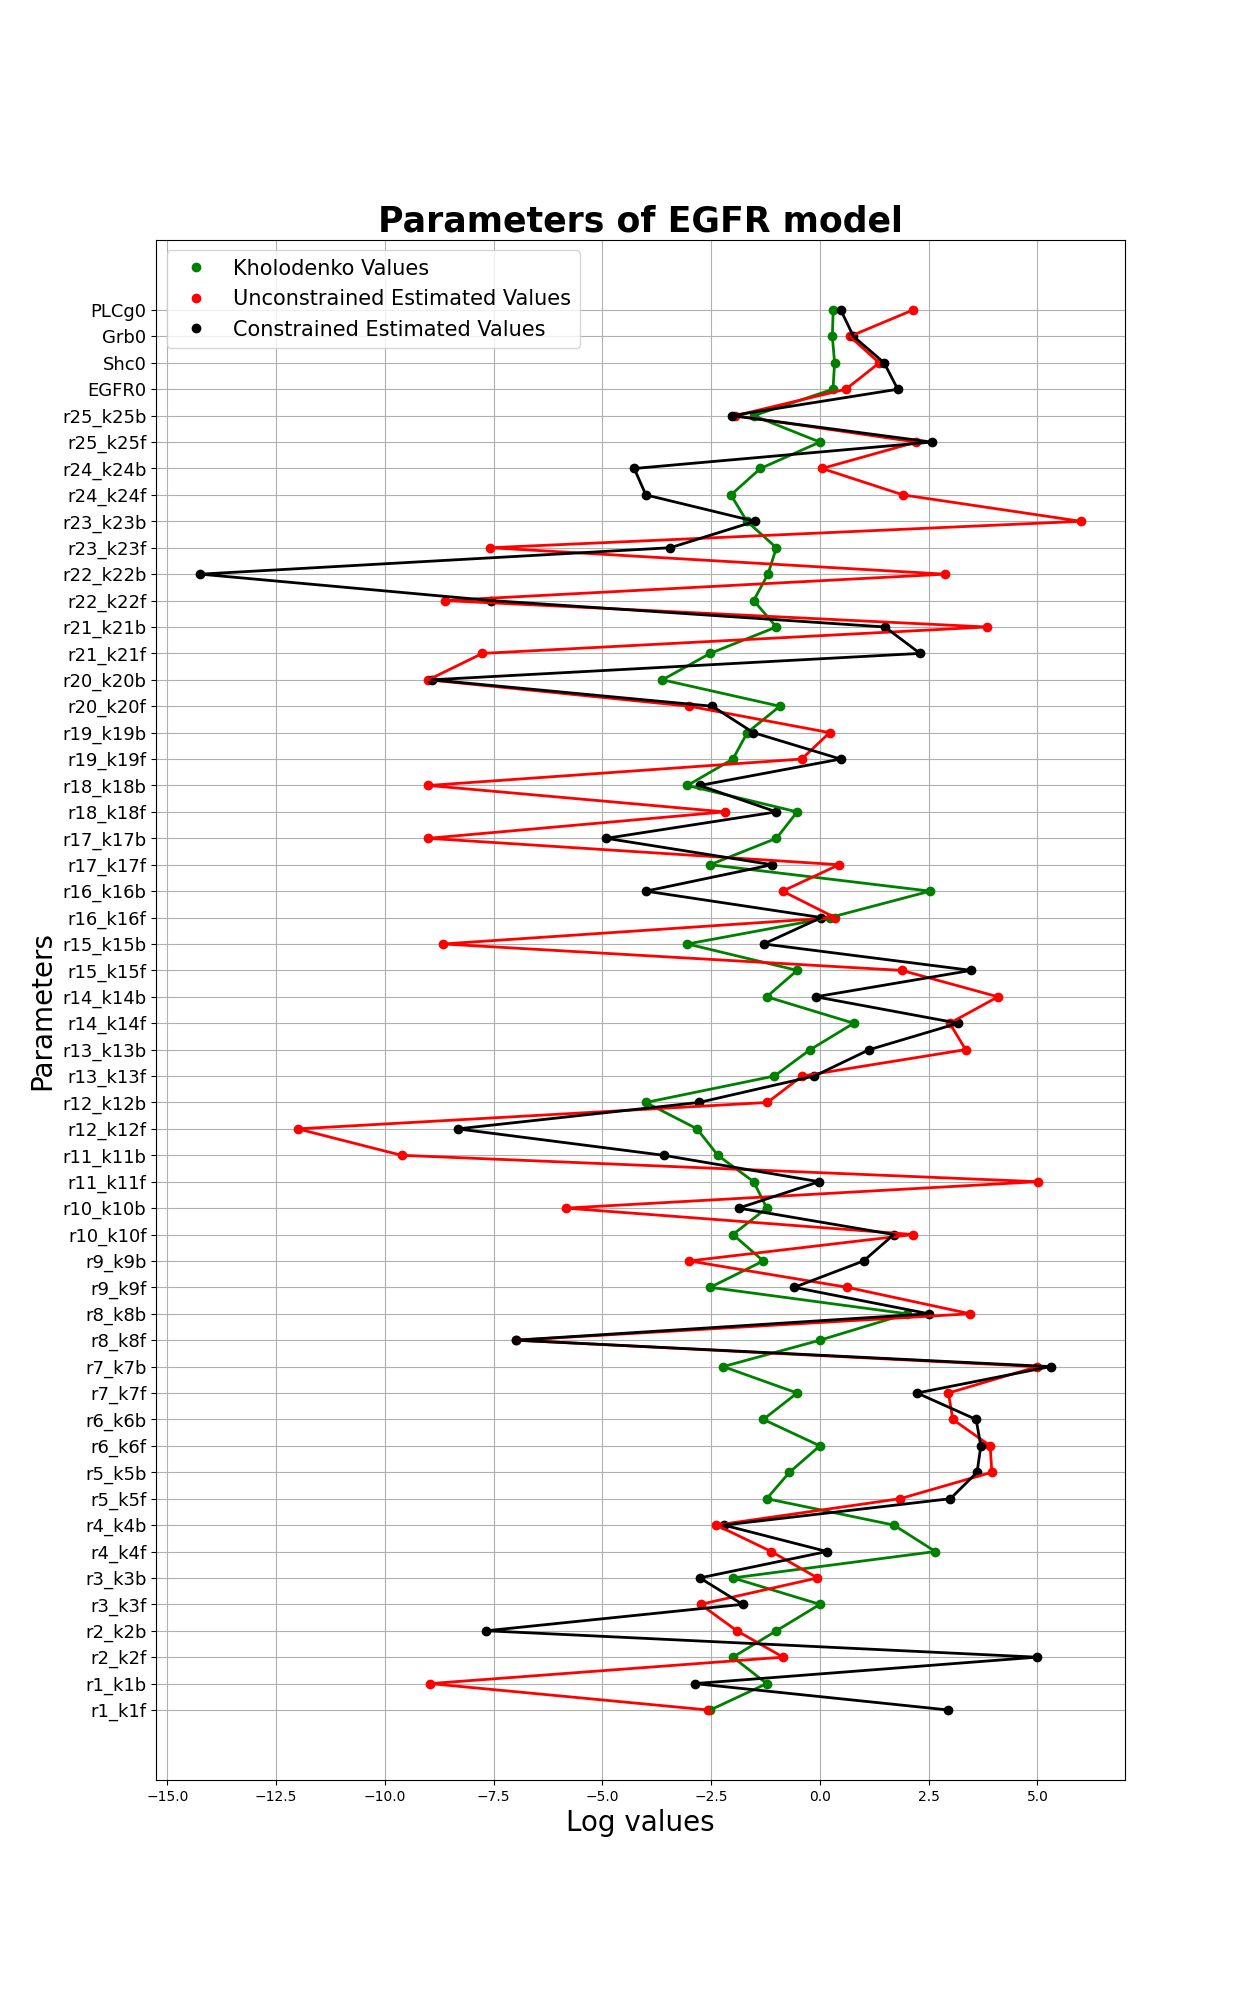 Parameters of EGFR model
Kholodenko Values
Unconstrained Estimated Values
Constrained Estimated Values
PLCg0
Grb0
Shc0
EGFR0
r25_k25b
r25_k25f
r24_k24b
r24_k24f
r23_k23b
r23_k23f
r22_k22b
r22_k22f
r21_k21b
r21_k21f
r20_k20b
r20_k20f
r19_k19b
r19_k19f
r18_k18b
r18_k18f
r17_k17b
r17_k17f
r16_k16b
r16_k16f
r15_k15b
r15_k15f
r14_k14b
r14_k14f
r13_k13b
r13_k13f
r12_k12b
r12_k12f
r11_k11b
r11_k11f
r10_k10b
r10_k10f
r9_k9b
r9_k9f
r8_k8b
r8_k8f
r7_k7b
r7_k7f
r6_k6b
r6_k6f
r5_k5b
r5_k5f
r4_k4b
r4_k4f
r3_k3b
r3_k3f
r2_k2b
r2_k2f
r1_k1b
r1_k1f
Parameters
−15.0 −12.5 −10.0 −7.5 −5.0 −2.5 0.0 2.5 5.0
Log values